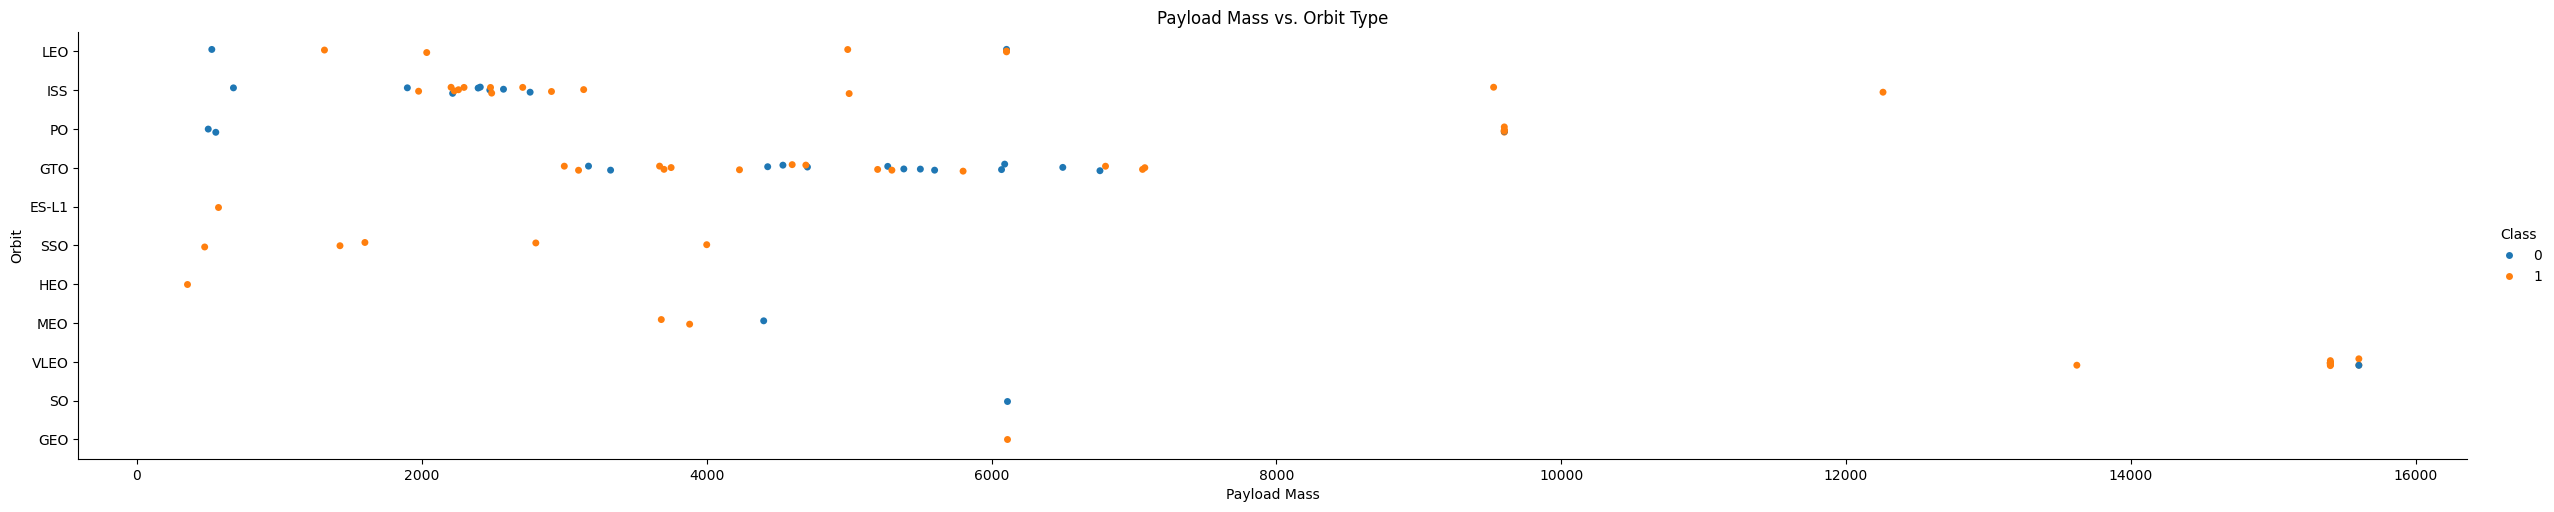 Payload Mass vs. Orbit Type
LEO
ISS
PO
GTO
ES-L1
SSO
HEO
MEO
VLEO
SO
GEO
Orbit
0 2000 4000 6000 8000 10000 12000 14000 16000
Payload Mass
Class
0
1